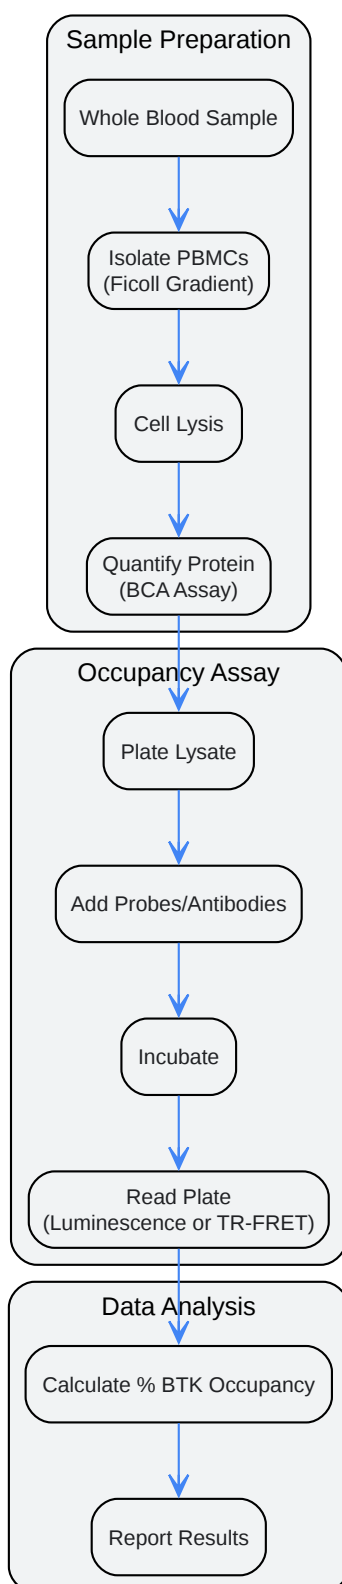 Sample Preparation
Whole Blood Sample
Isolate PBMCs
(Ficoll Gradient)
Cell Lysis
Quantify Protein
(BCA Assay)
Occupancy Assay
Plate Lysate
Add Probes/Antibodies
Incubate
Read Plate
(Luminescence or TR-FRET)
Data Analysis
Calculate % BTK Occupancy
Report Results